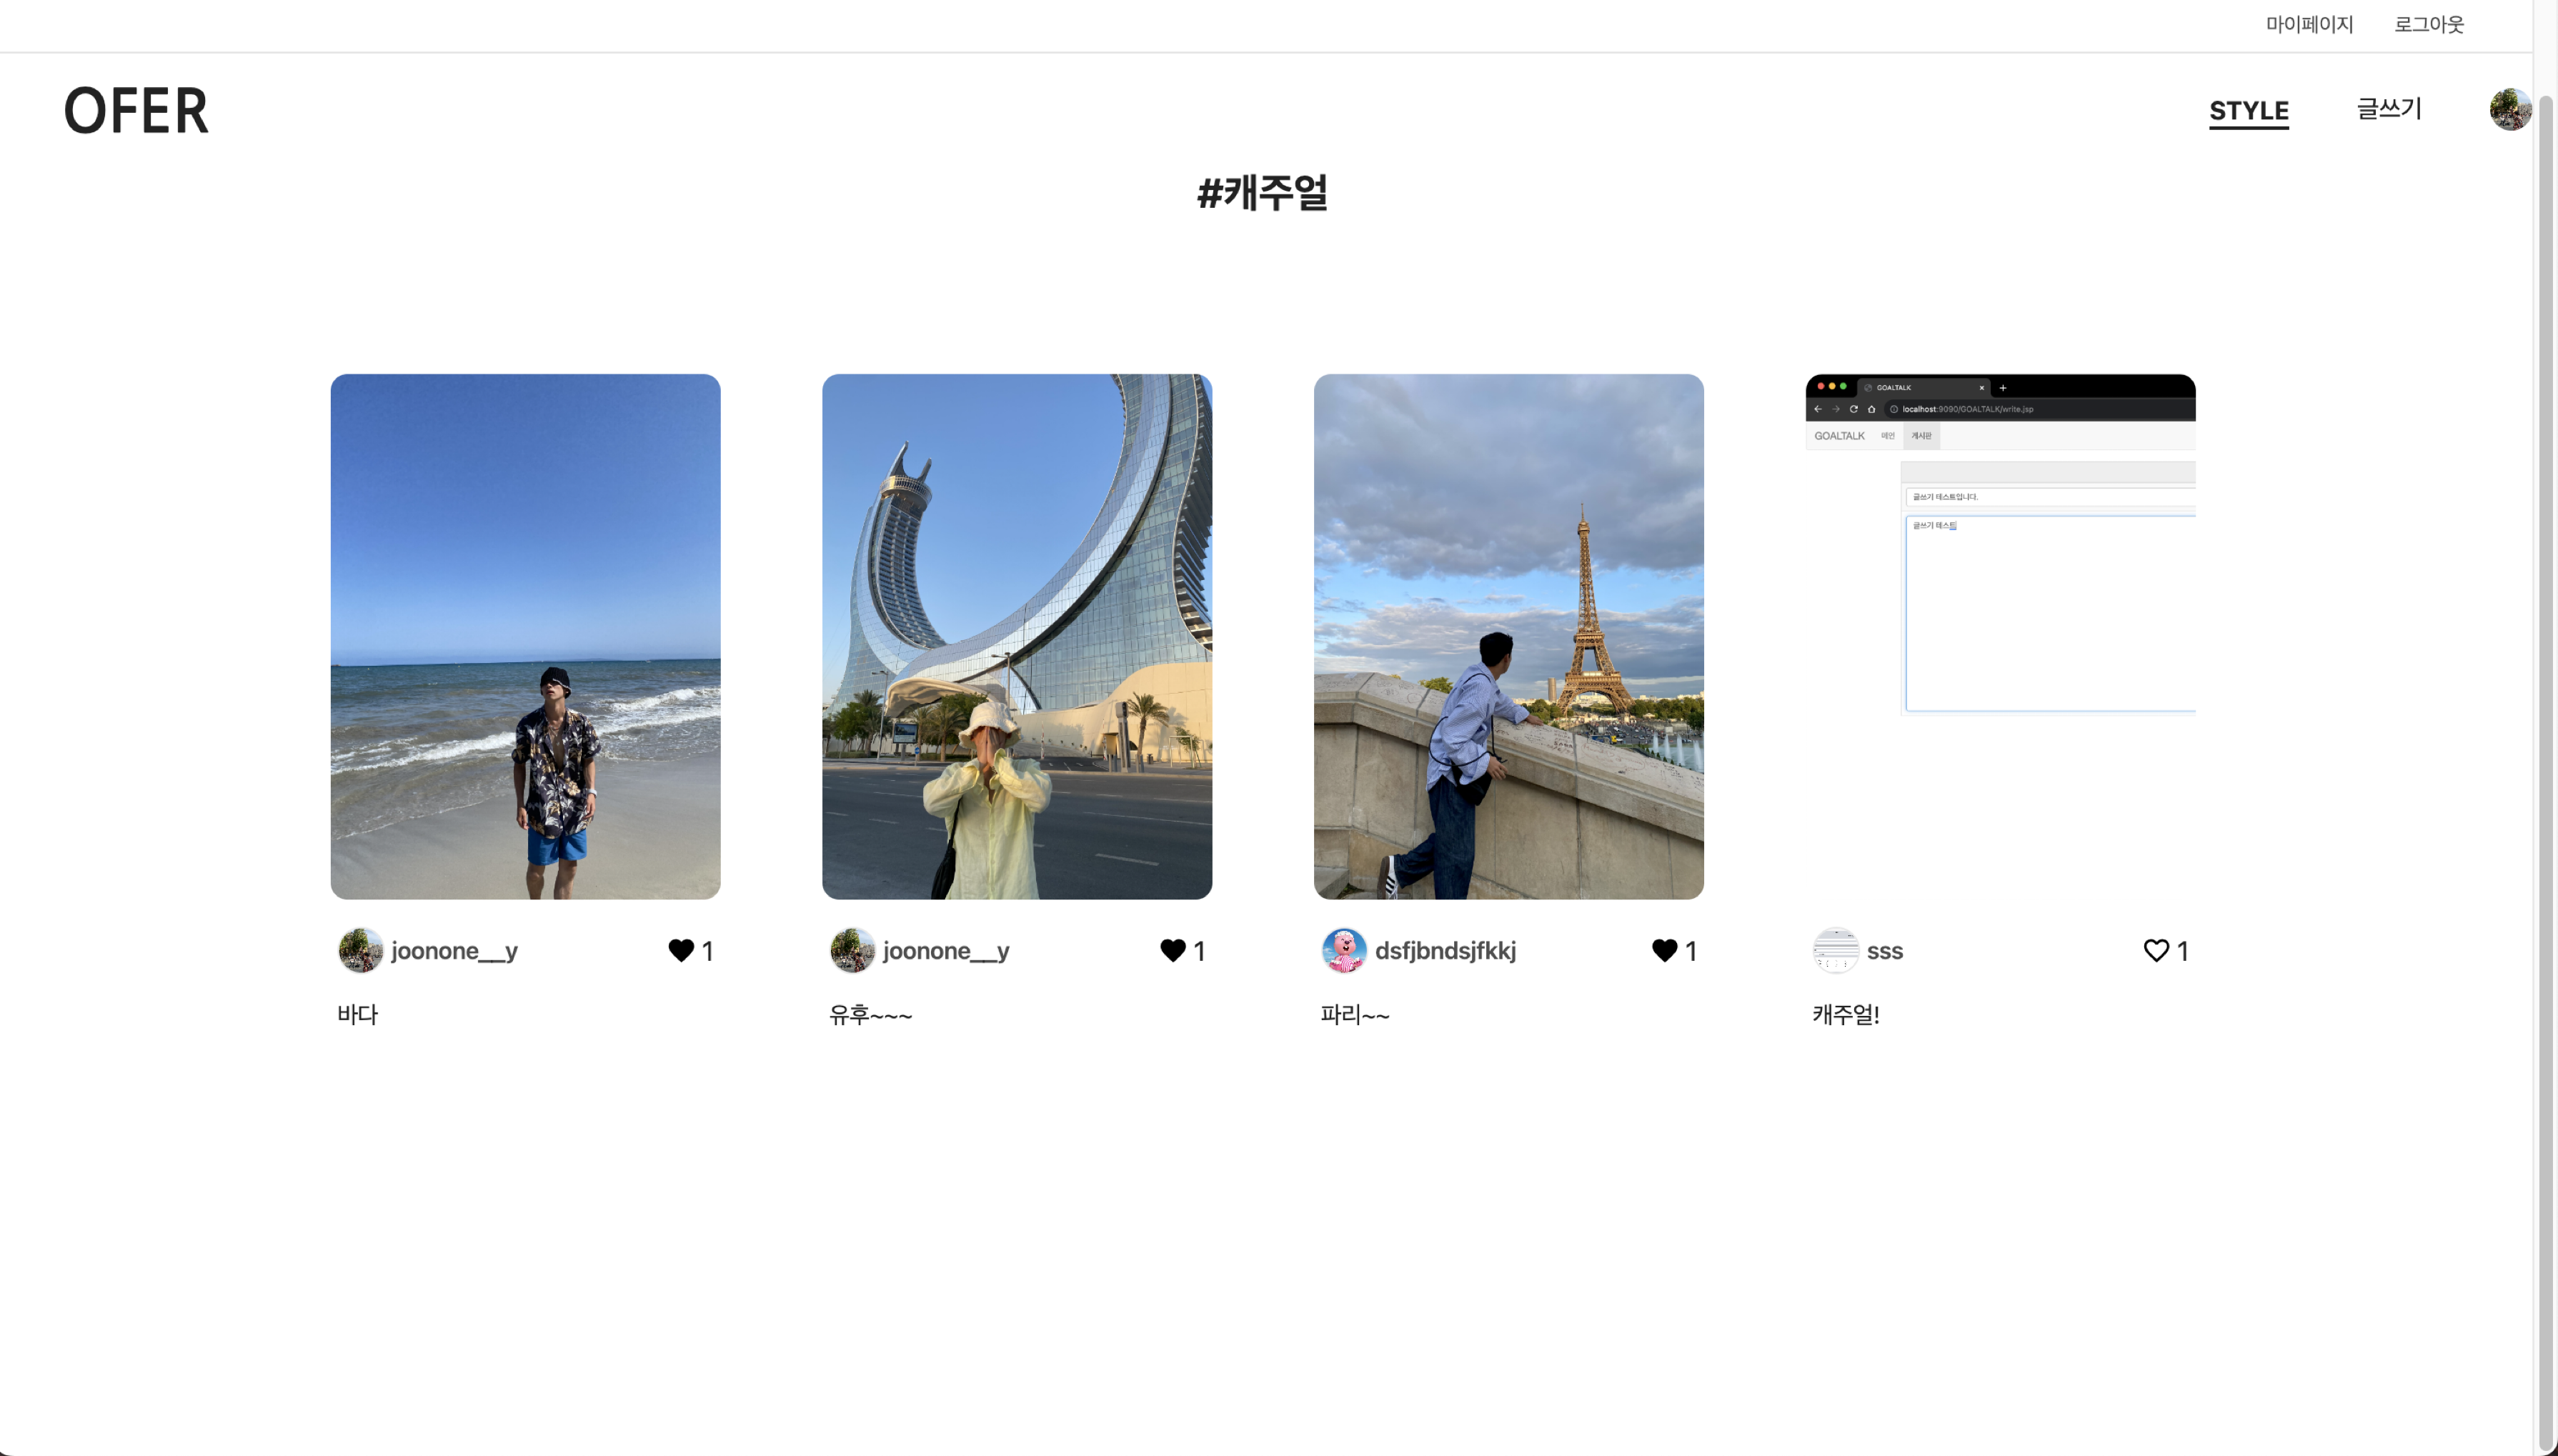 마이페이지 로그아웃
OFER
STYLE 글쓰기
#캐주얼
GOALTALK
localhost:9090/GOALTALK/write.jsp
GOALTALK 메인 게시판
글쓰기 테스트입니다.
글쓰기 테스트
joonone__y 1
바다
joonone__y 1
유후~~~
dsfjbndsjfkkj 1
파리~~
sss 1
캐주얼!